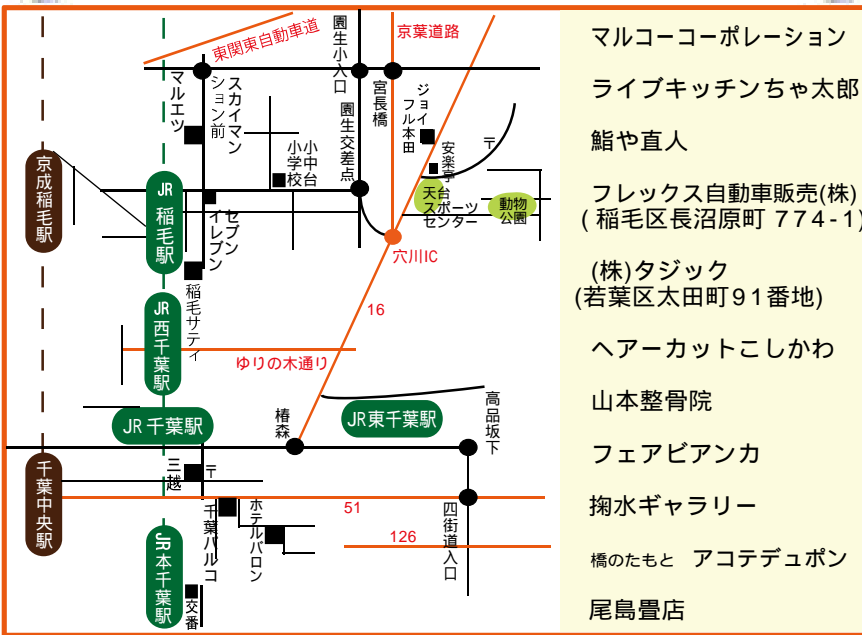 東関東自動車道
園生小入口
京葉道路
マルエツ
スカイマン
ション前
宮長橋
ジョイ
フル本田
園生交差点
小中台
小学校
安楽亭
〒
京成稲毛駅
JR
稲毛駅
セブン
イレブン
天台
スポーツ
センター
動物
公園
穴川IC
稲毛サティ
16
JR
西千葉駅
ゆりの木通り
JR 千葉駅
椿森
JR東千葉駅
高品坂下
千葉中央駅
三越
〒
千葉パルコ
ホテルバロン
51
四街道入口
126
JR本千葉駅
交番
マルコーコーポレーション
ライブキッチンちゃ太郎
鮨や直人
フレックス自動車販売(株)
(稲毛区長沼原町 774-1)
(株)タジック
(若葉区太田町91番地)
ヘアーカットこしかわ
山本整骨院
フェアビアンカ
掬水ギャラリー
橋のたもと アコテデュポン
尾島畳店